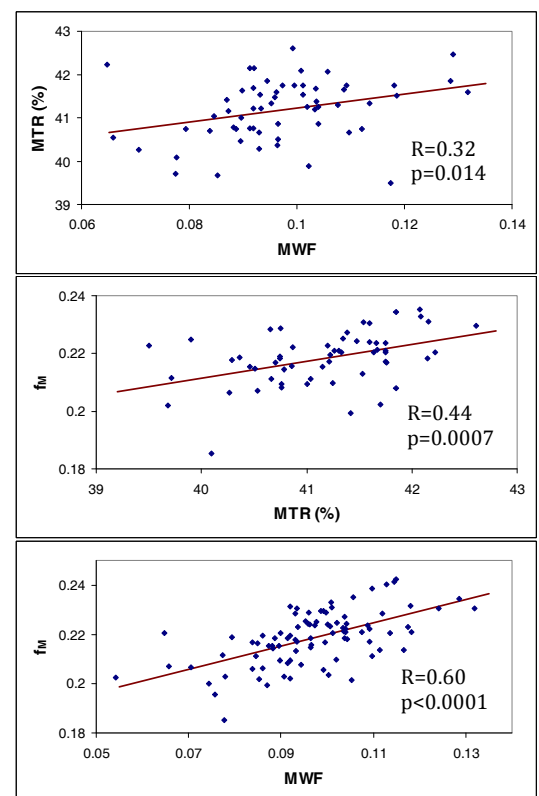 43
42
41
40
39
MTR (%)
R=0.32
p=0.014
0.06 0.08 0.1 0.12 0.14
MWF
0.24
0.22
0.2
0.18
fM
R=0.44
p=0.0007
39 40 41 42 43
MTR (%)
0.24
0.22
0.2
0.18
fM
R=0.60
p<0.0001
0.05 0.07 0.09 0.11 0.13
MWF